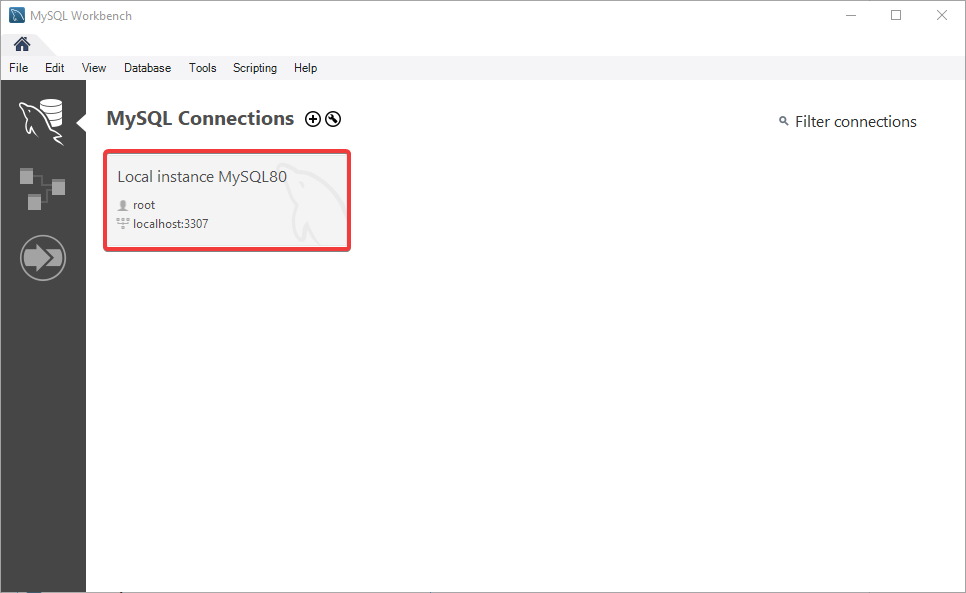 MySQL Workbench
File Edit View Database Tools Scripting Help
MySQL Connections
Filter connections
Local instance MySQL80
root
localhost:3307